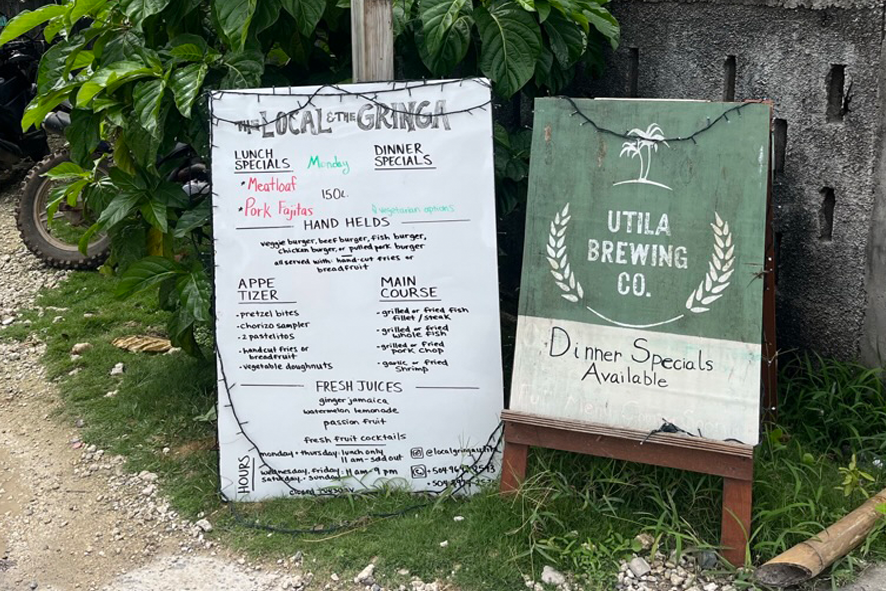 THE LOCAL & THE GRINGA
LUNCH SPECIALS
Monday
DINNER SPECIALS
* Meatloaf
150L.
* Pork Fajitas
vegetarian options
HAND HELDS
veggie burger, beef burger, fish burger,
chicken burger, or pulled pork burger
all served with: hand-cut fries or
breadfruit
APPE
TIZER
- pretzel bites
- chorizo sampler
- 2 pastelitos
- handcut fries or
breadfruit
- vegetable doughnuts
MAIN
COURSE
- grilled or fried fish
fillet / steak
- grilled or fried
whole fish
- grilled or fried
pork chop
- garlic or fried
shrimp
FRESH JUICES
ginger jamaica
watermelon lemonade
passion fruit
fresh fruit cocktails
HOURS
monday + thursday: lunch only
11 am - sold out
wednesday, friday,
saturday, sunday
11 am - 9 pm
closed tuesday
+504
+504
UTILA
BREWING
CO.
Dinner Specials
Available